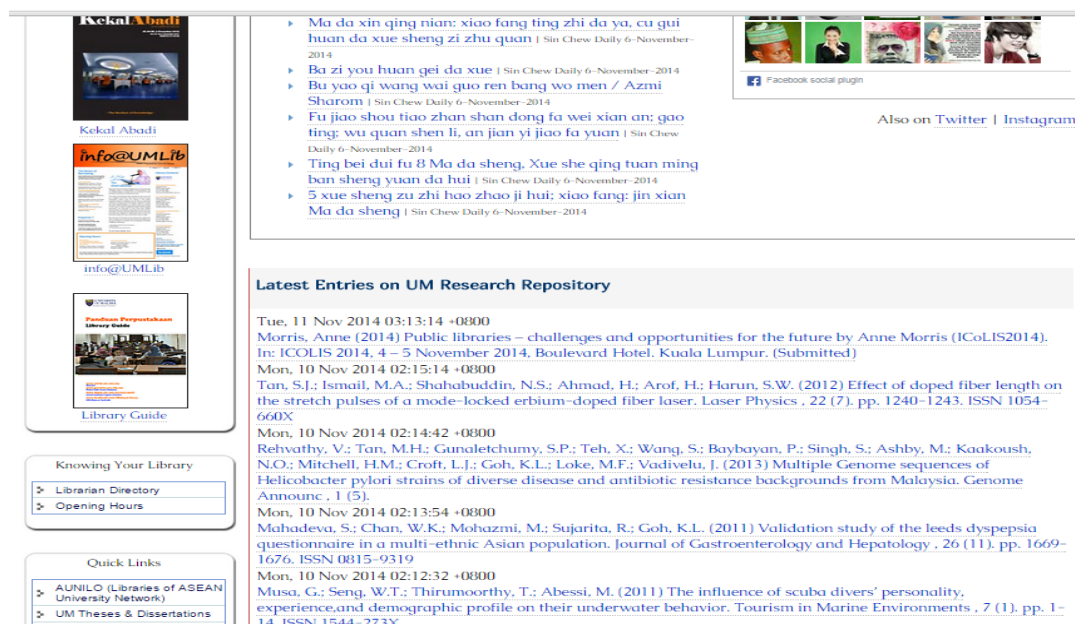 KekalAbadi
Kekal Abadi
info@UMLib
info@UMLib
Panduan Perpustakaan
Library Guide
Library Guide
Knowing Your Library
Librarian Directory
Opening Hours
Quick Links
AUNILO (Libraries of ASEAN
University Network)
UM Theses & Dissertations
Ma da xin qing nian: xiao fang ting zhi da ya, cu gui
huan da xue sheng zi zhu quan | Sin Chew Daily 6-November-
2014
Ba zi you huan gei da xue | Sin Chew Daily 6-November-2014
Bu yao qi wang wai guo ren bang wo men / Azmi
Sharom | Sin Chew Daily 6-November-2014
Fu jiao shou tiao zhan shan dong fa wei xian an; gao
ting; wu quan shen li, an jian yi jiao fa yuan | Sin Chew
Daily 6-November-2014
Ting bei dui fu 8 Ma da sheng, Xue she qing tuan ming
ban sheng yuan da hui | Sin Chew Daily 6-November-2014
5 xue sheng zu zhi hao zhao ji hui; xiao fang: jin xian
Ma da sheng | Sin Chew Daily 6-November-2014
Facebook social plugin
Also on Twitter | Instagram
Latest Entries on UM Research Repository
Tue, 11 Nov 2014 03:13:14 +0800
Morris, Anne (2014) Public libraries – challenges and opportunities for the future by Anne Morris (ICoLIS2014).
In: ICOLIS 2014, 4 – 5 November 2014, Boulevard Hotel. Kuala Lumpur. (Submitted)
Mon, 10 Nov 2014 02:15:14 +0800
Tan, S.J.; Ismail, M.A.; Shahabuddin, N.S.; Ahmad, H.; Arof, H.; Harun, S.W. (2012) Effect of doped fiber length on
the stretch pulses of a mode-locked erbium-doped fiber laser. Laser Physics , 22 (7). pp. 1240-1243. ISSN 1054-
660X
Mon, 10 Nov 2014 02:14:42 +0800
Rehvathy, V.; Tan, M.H.; Gunaletchumy, S.P.; Teh, X.; Wang, S.; Baybayan, P.; Singh, S.; Ashby, M.; Kaakoush,
N.O.; Mitchell, H.M.; Croft, L.J.; Goh, K.L.; Loke, M.F.; Vadivelu, J. (2013) Multiple Genome sequences of
Helicobacter pylori strains of diverse disease and antibiotic resistance backgrounds from Malaysia. Genome
Announc , 1 (5).
Mon, 10 Nov 2014 02:13:54 +0800
Mahadeva, S.; Chan, W.K.; Mohazmi, M.; Sujarita, R.; Goh, K.L. (2011) Validation study of the leeds dyspepsia
questionnaire in a multi-ethnic Asian population. Journal of Gastroenterology and Hepatology , 26 (11). pp. 1669-
1676. ISSN 0815-9319
Mon, 10 Nov 2014 02:12:32 +0800
Musa, G.; Seng, W.T.; Thirumoorthy, T.; Abessi, M. (2011) The influence of scuba divers' personality,
experience,and demographic profile on their underwater behavior. Tourism in Marine Environments , 7 (1). pp. 1-
14. ISSN 1544-273X